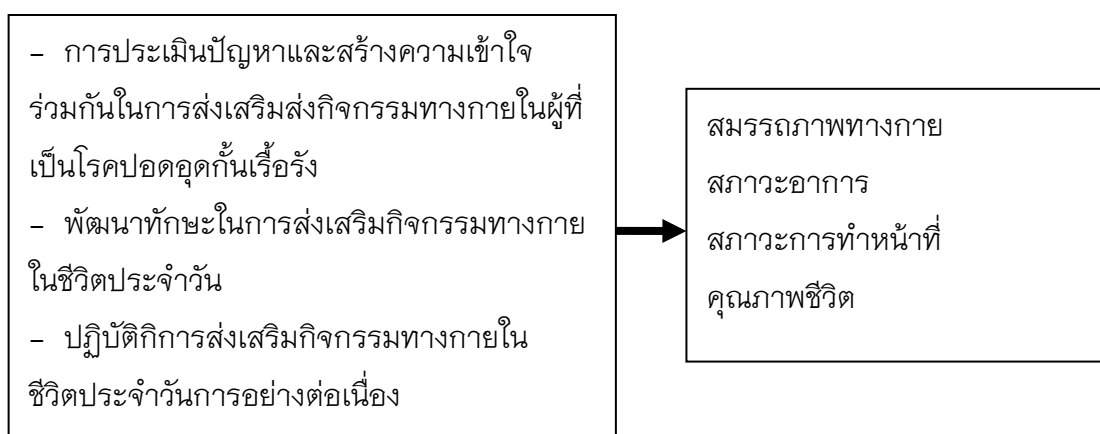 – การประเมินปัญหาและสร้างความเข้าใจ
ร่วมกันในการส่งเสริมส่งกิจกรรมทางกายในผู้ที่
เป็นโรคปอดอุดกั้นเรื้อรัง
– พัฒนาทักษะในการส่งเสริมกิจกรรมทางกาย
ในชีวิตประจำวัน
– ปฏิบัติกิการส่งเสริมกิจกรรมทางกายใน
ชีวิตประจำวันการอย่างต่อเนื่อง
สมรรถภาพทางกาย
สภาวะอาการ
สภาวะการทำหน้าที่
คุณภาพชีวิต